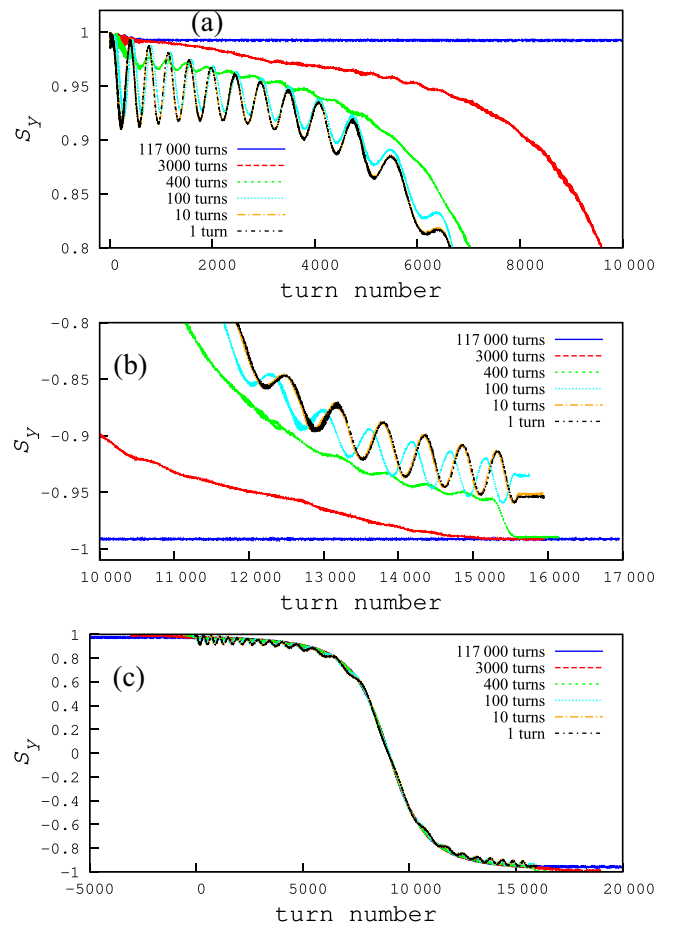 (a)
1
0.95
0.9
0.85
0.8
S_y
117 000 turns
3000 turns
400 turns
100 turns
10 turns
1 turn
0 2000 4000 6000 8000 10 000
turn number
(b)
-0.8
-0.85
-0.9
-0.95
-1
S_y
117 000 turns
3000 turns
400 turns
100 turns
10 turns
1 turn
10 000 11 000 12 000 13 000 14 000 15 000 16 000 17 000
turn number
(c)
1
0.8
0.6
0.4
0.2
0
-0.2
-0.4
-0.6
-0.8
-1
S_y
117 000 turns
3000 turns
400 turns
100 turns
10 turns
1 turn
-5000 0 5000 10 000 15 000 20 000
turn number